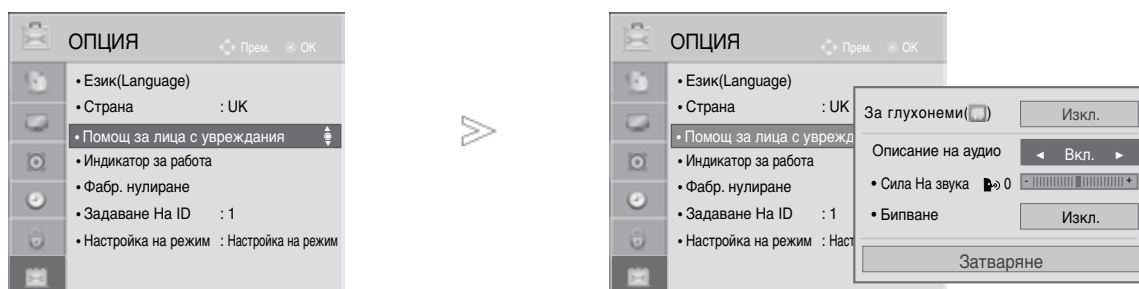 ОПЦИЯ
Прем. OK
• Език(Language)
• Страна : UK
• Помощ за лица с увреждания
• Индикатор за работа
• Фабр. нулиране
• Задаване На ID : 1
• Настройка на режим : Настройка на режим
ОПЦИЯ
Прем. OK
• Език(Language)
• Страна : UK
• Помощ за лица с уврежд
• Индикатор за работа
• Фабр. нулиране
• Задаване На ID : 1
• Настройка на режим : Наст
За глухонеми( ) Изкл.
Описание на аудио ◄ Вкл. ►
• Сила На звука 0 - +
• Бипване Изкл.
Затваряне